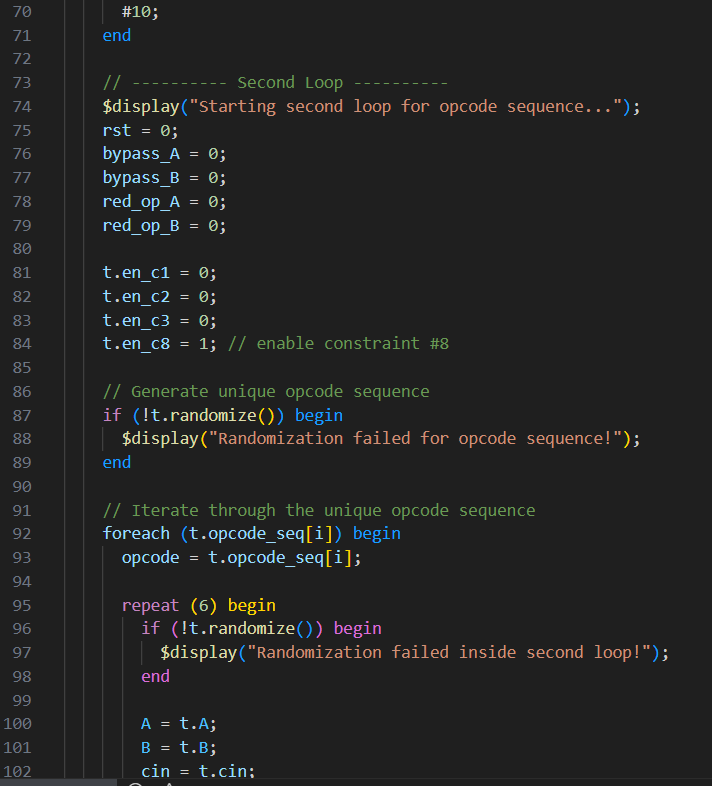 70 #10;
71 end
72
73 // ---------- Second Loop ----------
74 $display("Starting second loop for opcode sequence...");
75 rst = 0;
76 bypass_A = 0;
77 bypass_B = 0;
78 red_op_A = 0;
79 red_op_B = 0;
80
81 t.en_c1 = 0;
82 t.en_c2 = 0;
83 t.en_c3 = 0;
84 t.en_c8 = 1; // enable constraint #8
85
86 // Generate unique opcode sequence
87 if (!t.randomize()) begin
88 $display("Randomization failed for opcode sequence!");
89 end
90
91 // Iterate through the unique opcode sequence
92 foreach (t.opcode_seq[i]) begin
93 opcode = t.opcode_seq[i];
94
95 repeat (6) begin
96 if (!t.randomize()) begin
97 $display("Randomization failed inside second loop!");
98 end
99
100 A = t.A;
101 B = t.B;
102 cin = t.cin;